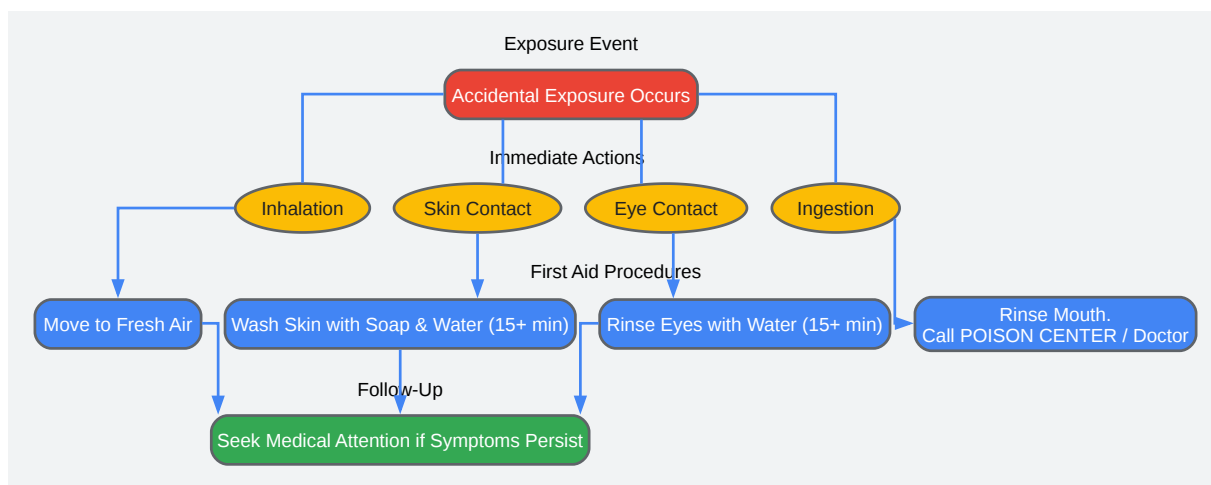 Exposure Event
Accidental Exposure Occurs
Immediate Actions
Inhalation
Skin Contact
Eye Contact
Ingestion
First Aid Procedures
Move to Fresh Air
Wash Skin with Soap & Water (15+ min)
Rinse Eyes with Water (15+ min)
Rinse Mouth.
Call POISON CENTER / Doctor
Follow-Up
Seek Medical Attention if Symptoms Persist